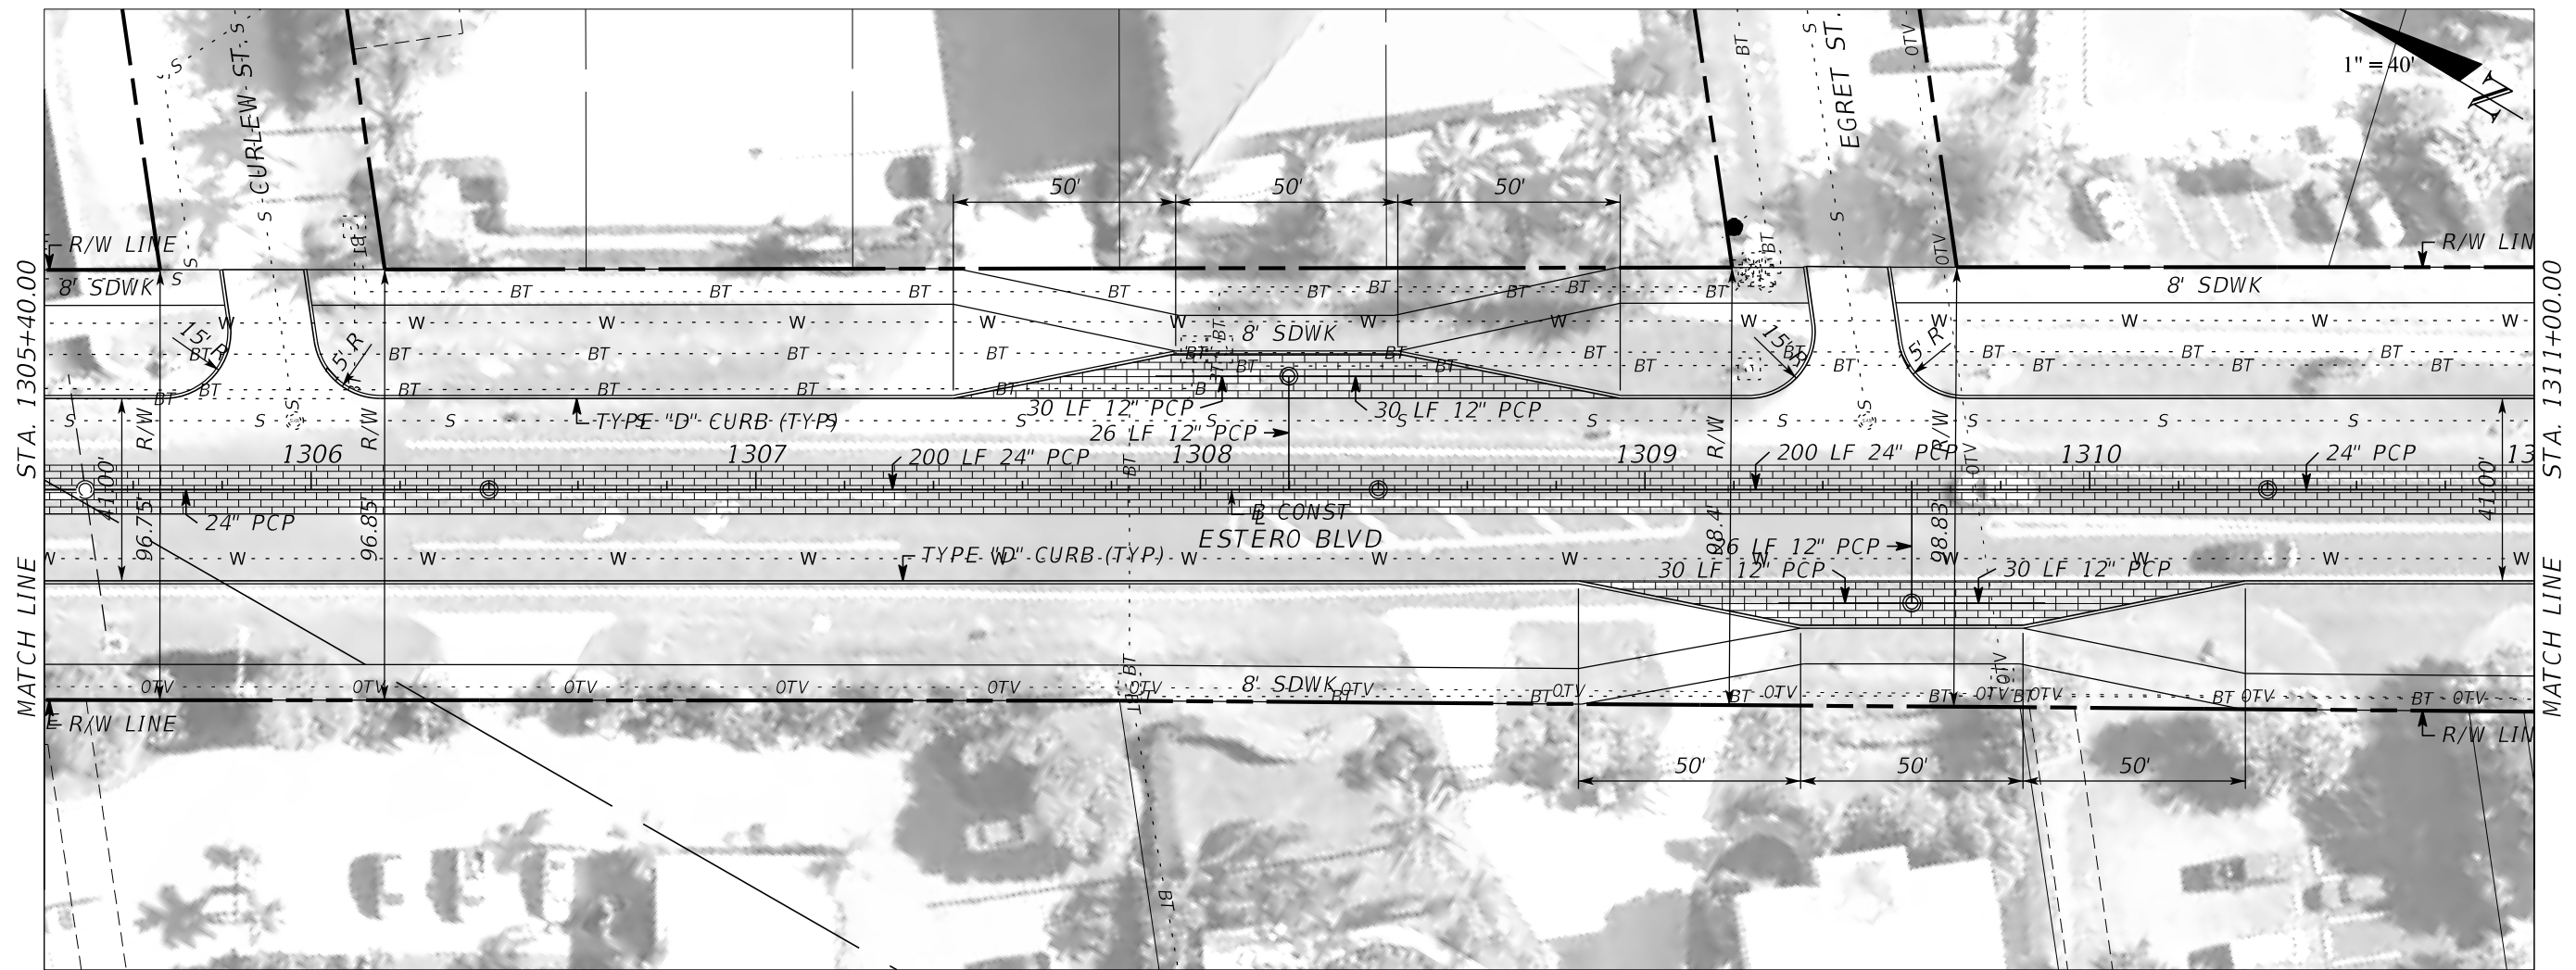 CURLEW ST.
EGRET ST.
1" = 40'
N
50'
50'
50'
R/W LINE
R/W LIN
8' SDWK
8' SDWK
8' SDWK
15' R
15' R
STA. 1305+40.00
STA. 1311+00.00
R/W
R/W
R/W
R/W
TYPE "D" CURB (TYP)
30 LF 12" PCP
30 LF 12" PCP
26 LF 12" PCP
1306
1307
1308
1309
1310
13
200 LF 24" PCP
200 LF 24" PCP
24" PCP
24" PCP
41.00'
41.00'
96.75'
96.85'
98.83'
B CONST
ESTERO BLVD
TYPE "D" CURB (TYP)
26 LF 12" PCP
30 LF 12" PCP
30 LF 12" PCP
MATCH LINE
MATCH LINE
8' SDWK
R/W LINE
R/W LIN
50'
50'
50'